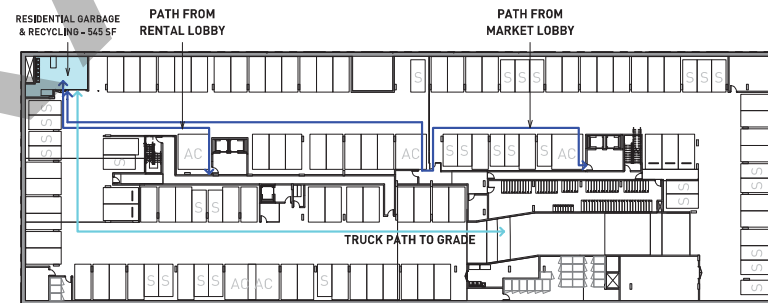 RESIDENTIAL GARBAGE
& RECYCLING - 545 SF
PATH FROM
RENTAL LOBBY
PATH FROM
MARKET LOBBY
S
S S S
S S S
S
S
S
S
S
AC
AC
S S
S S
S
AC
S S
S
S
S
S
S
S
TRUCK PATH TO GRADE
S S
S S
AC AC
S
S
S
S